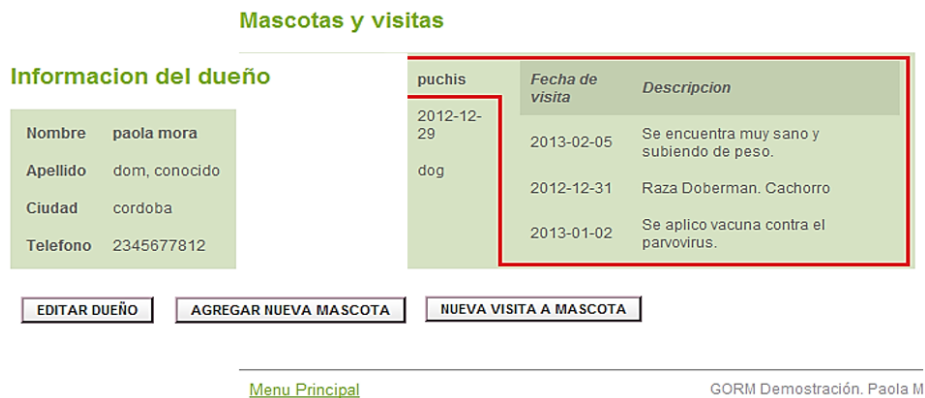 Mascotas y visitas
Informacion del dueño
Nombre paola mora
Apellido dom, conocido
Ciudad cordoba
Telefono 2345677812
puchis
2012-12-
29
dog
Fecha de
visita
Descripcion
2013-02-05
Se encuentra muy sano y
subiendo de peso.
2012-12-31 Raza Doberman. Cachorro
2013-01-02
Se aplico vacuna contra el
parvovirus.
EDITAR DUEÑO
AGREGAR NUEVA MASCOTA
NUEVA VISITA A MASCOTA
Menu Principal
GORM Demostración. Paola M